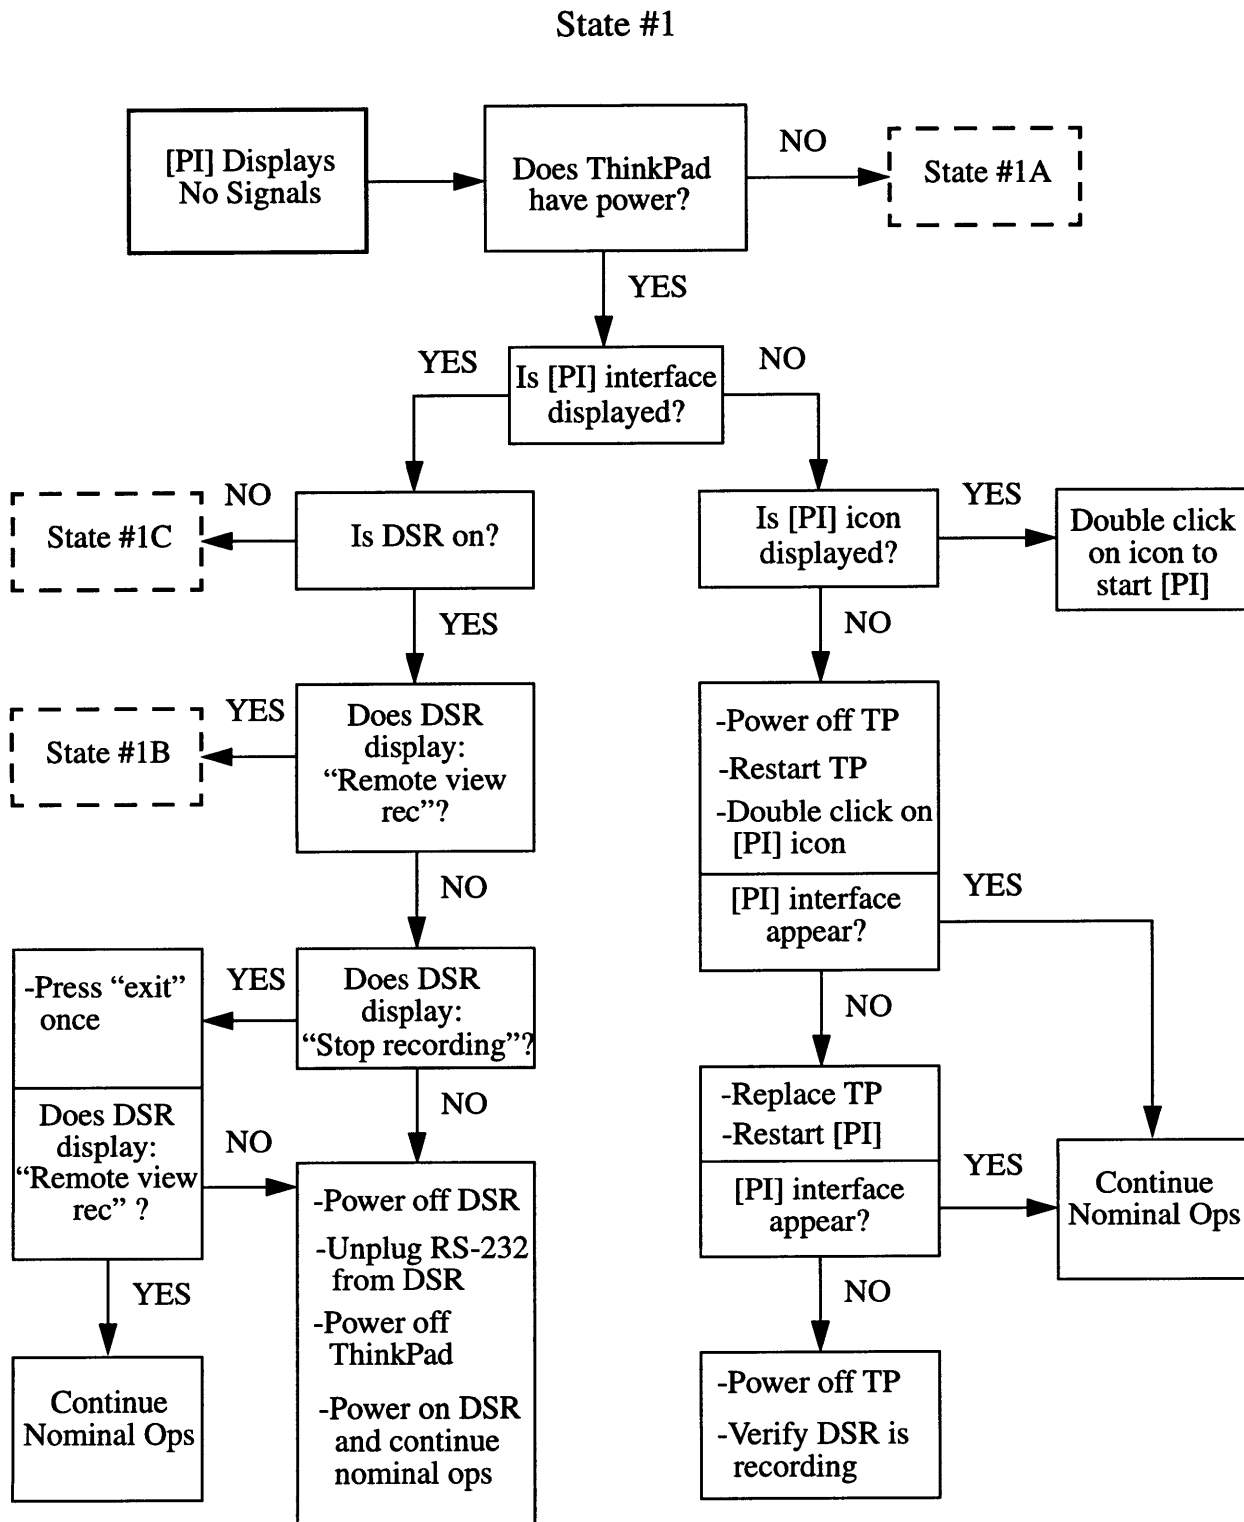 State #1
[PI] Displays
No Signals
Does ThinkPad
have power?
NO
State #1A
YES
YES
Is [PI] interface
displayed?
NO
State #1C
NO
Is DSR on?
Is [PI] icon
displayed?
YES
Double click
on icon to
start [PI]
YES
NO
State #1B
YES
Does DSR
display:
“Remote view
rec”?
-Power off TP
-Restart TP
-Double click on
[PI] icon
NO
[PI] interface
appear?
YES
-Press “exit”
once
YES
Does DSR
display:
“Stop recording”?
NO
Does DSR
display:
“Remote view
rec” ?
NO
NO
-Replace TP
-Restart [PI]
[PI] interface
appear?
YES
Continue
Nominal Ops
YES
-Power off DSR
-Unplug RS-232
from DSR
-Power off
ThinkPad
-Power on DSR
and continue
nominal ops
NO
Continue
Nominal Ops
-Power off TP
-Verify DSR is
recording